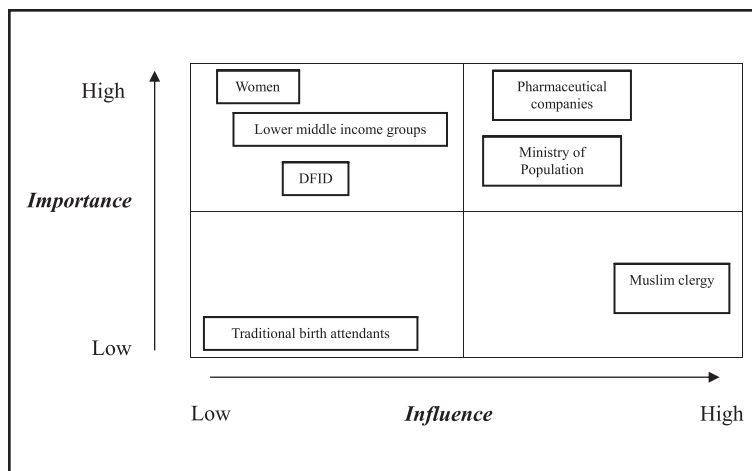 High
Women
Pharmaceutical
companies
Lower middle income groups
Ministry of
Population
DFID
Importance
Muslim clergy
Traditional birth attendants
Low
Low
Influence
High